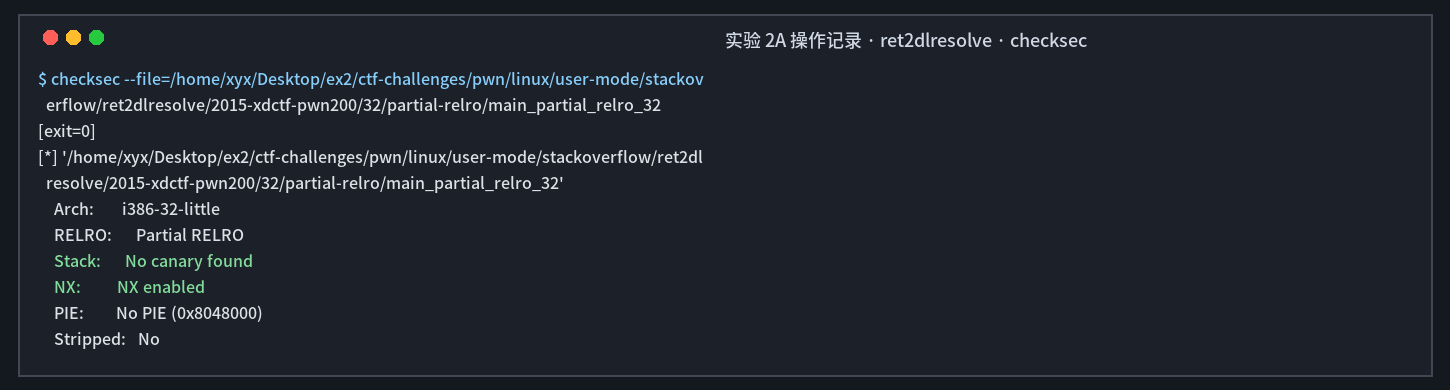 实验 2A 操作记录 · ret2dlresolve · checksec
$ checksec --file=/home/xyx/Desktop/ex2/ctf-challenges/pwn/linux/user-mode/stackov
erflow/ret2dlresolve/2015-xdctf-pwn200/32/partial-relro/main_partial_relro_32
[exit=0]
[*] '/home/xyx/Desktop/ex2/ctf-challenges/pwn/linux/user-mode/stackoverflow/ret2dl
resolve/2015-xdctf-pwn200/32/partial-relro/main_partial_relro_32'
Arch: i386-32-little
RELRO: Partial RELRO
Stack: No canary found
NX: NX enabled
PIE: No PIE (0x8048000)
Stripped: No